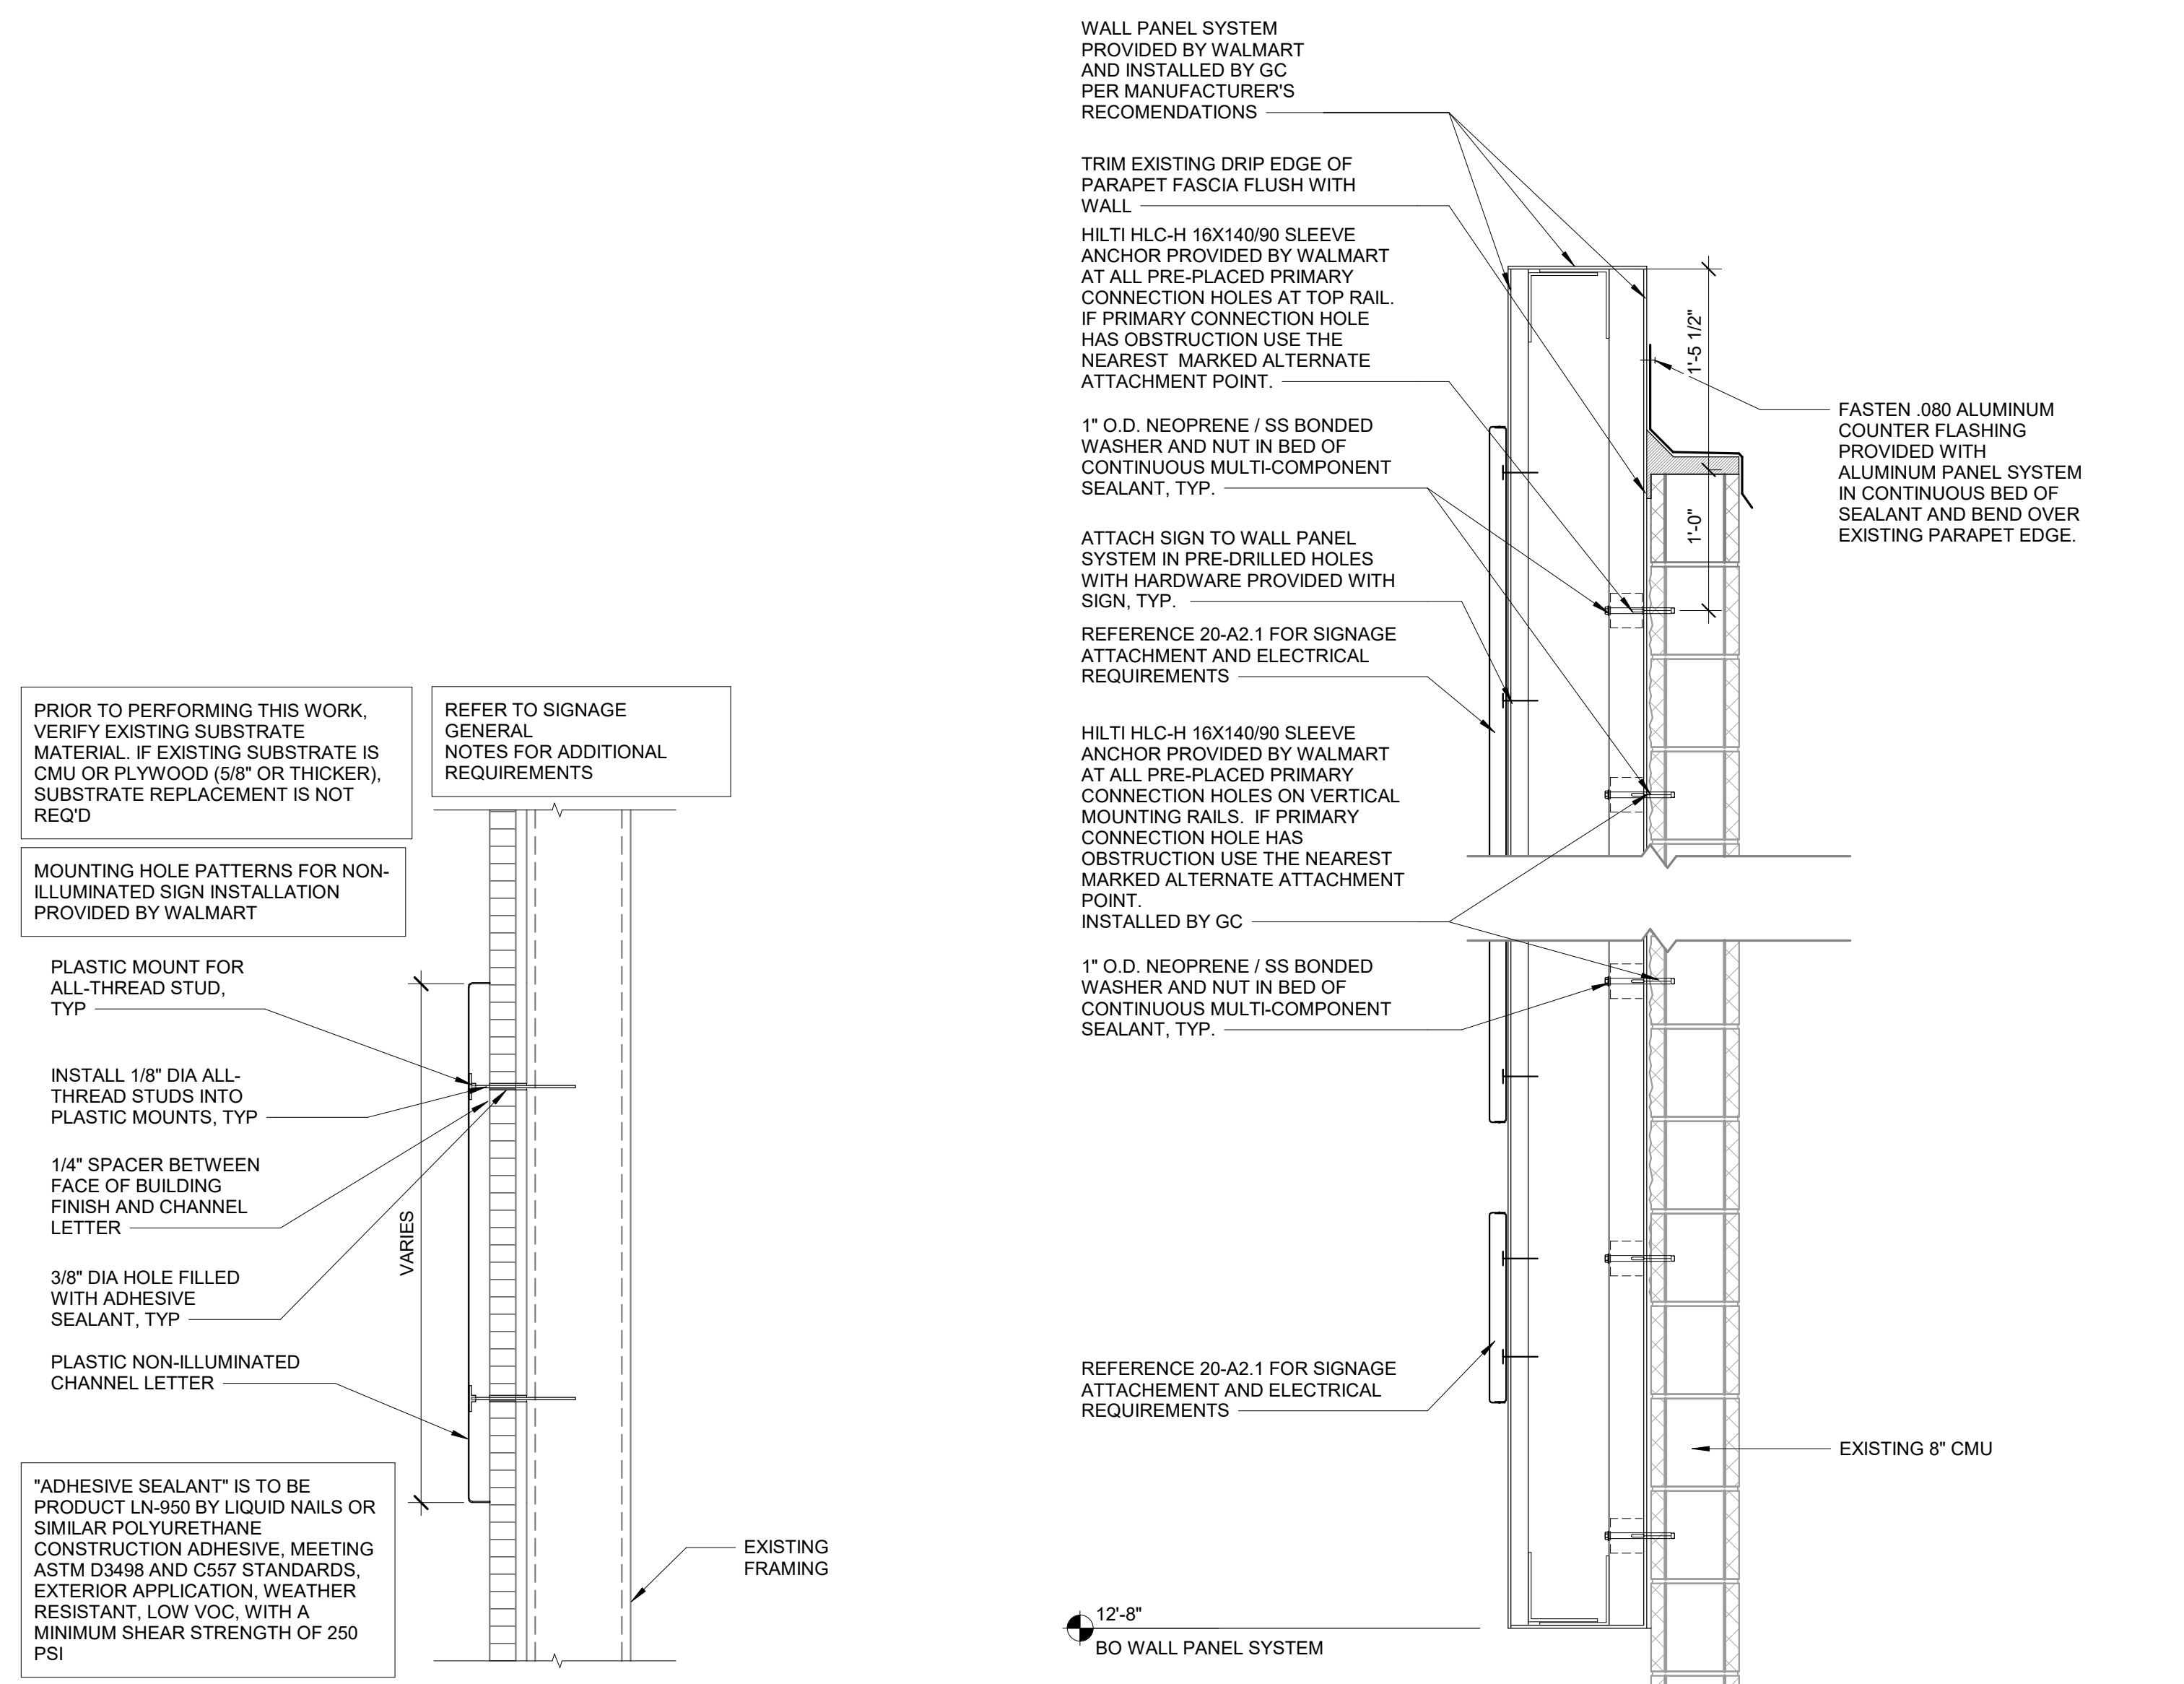 PRIOR TO PERFORMING THIS WORK,
VERIFY EXISTING SUBSTRATE
MATERIAL. IF EXISTING SUBSTRATE IS
CMU OR PLYWOOD (5/8" OR THICKER),
SUBSTRATE REPLACEMENT IS NOT
REQ'D
REFER TO SIGNAGE
GENERAL
NOTES FOR ADDITIONAL
REQUIREMENTS
MOUNTING HOLE PATTERNS FOR NON-
ILLUMINATED SIGN INSTALLATION
PROVIDED BY WALMART
PLASTIC MOUNT FOR
ALL-THREAD STUD,
TYP
INSTALL 1/8" DIA ALL-
THREAD STUDS INTO
PLASTIC MOUNTS, TYP
1/4" SPACER BETWEEN
FACE OF BUILDING
FINISH AND CHANNEL
LETTER
3/8" DIA HOLE FILLED
WITH ADHESIVE
SEALANT, TYP
PLASTIC NON-ILLUMINATED
CHANNEL LETTER
VARIES
"ADHESIVE SEALANT" IS TO BE
PRODUCT LN-950 BY LIQUID NAILS OR
SIMILAR POLYURETHANE
CONSTRUCTION ADHESIVE, MEETING
ASTM D3498 AND C557 STANDARDS,
EXTERIOR APPLICATION, WEATHER
RESISTANT, LOW VOC, WITH A
MINIMUM SHEAR STRENGTH OF 250
PSI
EXISTING
FRAMING
WALL PANEL SYSTEM
PROVIDED BY WALMART
AND INSTALLED BY GC
PER MANUFACTURER'S
RECOMENDATIONS
TRIM EXISTING DRIP EDGE OF
PARAPET FASCIA FLUSH WITH
WALL
HILTI HLC-H 16X140/90 SLEEVE
ANCHOR PROVIDED BY WALMART
AT ALL PRE-PLACED PRIMARY
CONNECTION HOLES AT TOP RAIL.
IF PRIMARY CONNECTION HOLE
HAS OBSTRUCTION USE THE
NEAREST MARKED ALTERNATE
ATTACHMENT POINT.
1" O.D. NEOPRENE / SS BONDED
WASHER AND NUT IN BED OF
CONTINUOUS MULTI-COMPONENT
SEALANT, TYP.
ATTACH SIGN TO WALL PANEL
SYSTEM IN PRE-DRILLED HOLES
WITH HARDWARE PROVIDED WITH
SIGN, TYP.
REFERENCE 20-A2.1 FOR SIGNAGE
ATTACHMENT AND ELECTRICAL
REQUIREMENTS
HILTI HLC-H 16X140/90 SLEEVE
ANCHOR PROVIDED BY WALMART
AT ALL PRE-PLACED PRIMARY
CONNECTION HOLES ON VERTICAL
MOUNTING RAILS. IF PRIMARY
CONNECTION HOLE HAS
OBSTRUCTION USE THE NEAREST
MARKED ALTERNATE ATTACHMENT
POINT.
INSTALLED BY GC
1" O.D. NEOPRENE / SS BONDED
WASHER AND NUT IN BED OF
CONTINUOUS MULTI-COMPONENT
SEALANT, TYP.
REFERENCE 20-A2.1 FOR SIGNAGE
ATTACHEMENT AND ELECTRICAL
REQUIREMENTS
12'-8"
BO WALL PANEL SYSTEM
1'-5 1/2"
1'-0"
FASTEN .080 ALUMINUM
COUNTER FLASHING
PROVIDED WITH
ALUMINUM PANEL SYSTEM
IN CONTINUOUS BED OF
SEALANT AND BEND OVER
EXISTING PARAPET EDGE.
EXISTING 8" CMU